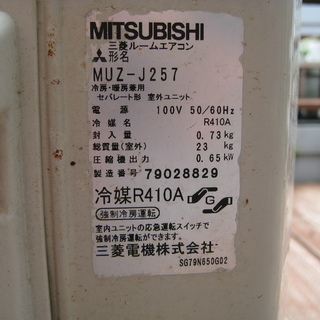 MITSUBISHI
三菱ルームエアコン
形名
MUZ-J257
冷房・暖房兼用
セパレート形 室外ユニット
電源 100V 50/60Hz
冷媒名 R410A
封入量 0.73kg
総質量(室外) 23 kg
圧縮機出力 0.65kW
製造番号 79028829
冷媒R410A G
強制冷房運転
室内ユニットの応急運転スイッチで
強制冷房運転ができます。
三菱電機株式会社
SG79N650G02